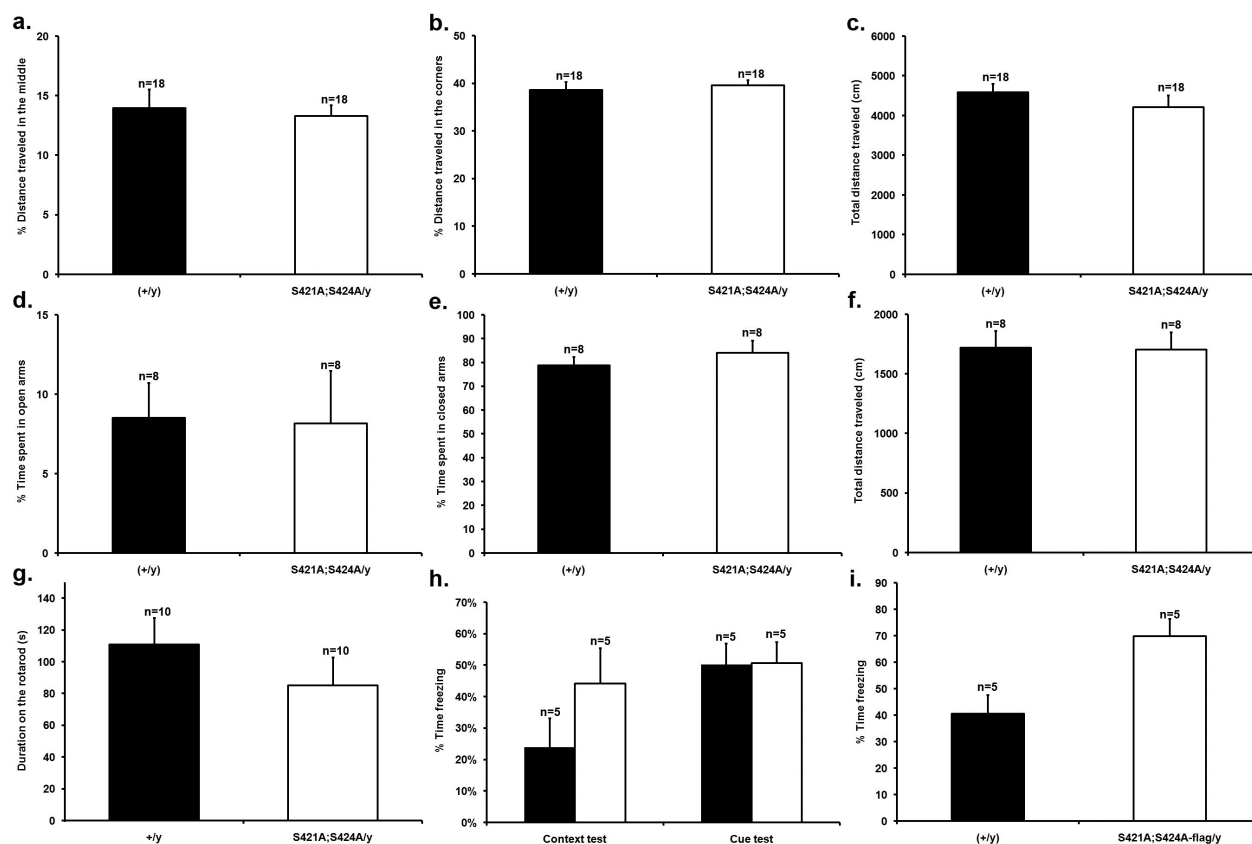 a.
% Distance traveled in the middle
20
15
10
5
0
n=18
n=18
(+/y)
S421A;S424A/y
b.
% Distance traveled in the corners
50
40
30
20
10
0
n=18
n=18
(+/y)
S421A;S424A/y
c.
Total distance traveled (cm)
6000
5000
4000
3000
2000
1000
0
n=18
n=18
(+/y)
S421A;S424A/y
d.
% Time spent in open arms
15
10
5
0
n=8
n=8
(+/y)
S421A;S424A/y
e.
% Time spent in closed arms
100
90
80
70
60
50
40
30
20
10
0
n=8
n=8
(+/y)
S421A;S424A/y
f.
Total distance traveled (cm)
2000
1500
1000
500
0
n=8
n=8
(+/y)
S421A;S424A/y
g.
Duration on the rotarod (s)
140
120
100
80
60
40
20
0
n=10
n=10
+/y
S421A;S424A/y
h.
% Time freezing
70%
60%
50%
40%
30%
20%
10%
0%
n=5
n=5
n=5
n=5
Context test
Cue test
i.
% Time freezing
90
80
70
60
50
40
30
20
10
0
n=5
n=5
(+/y)
S421A;S424A-flag/y